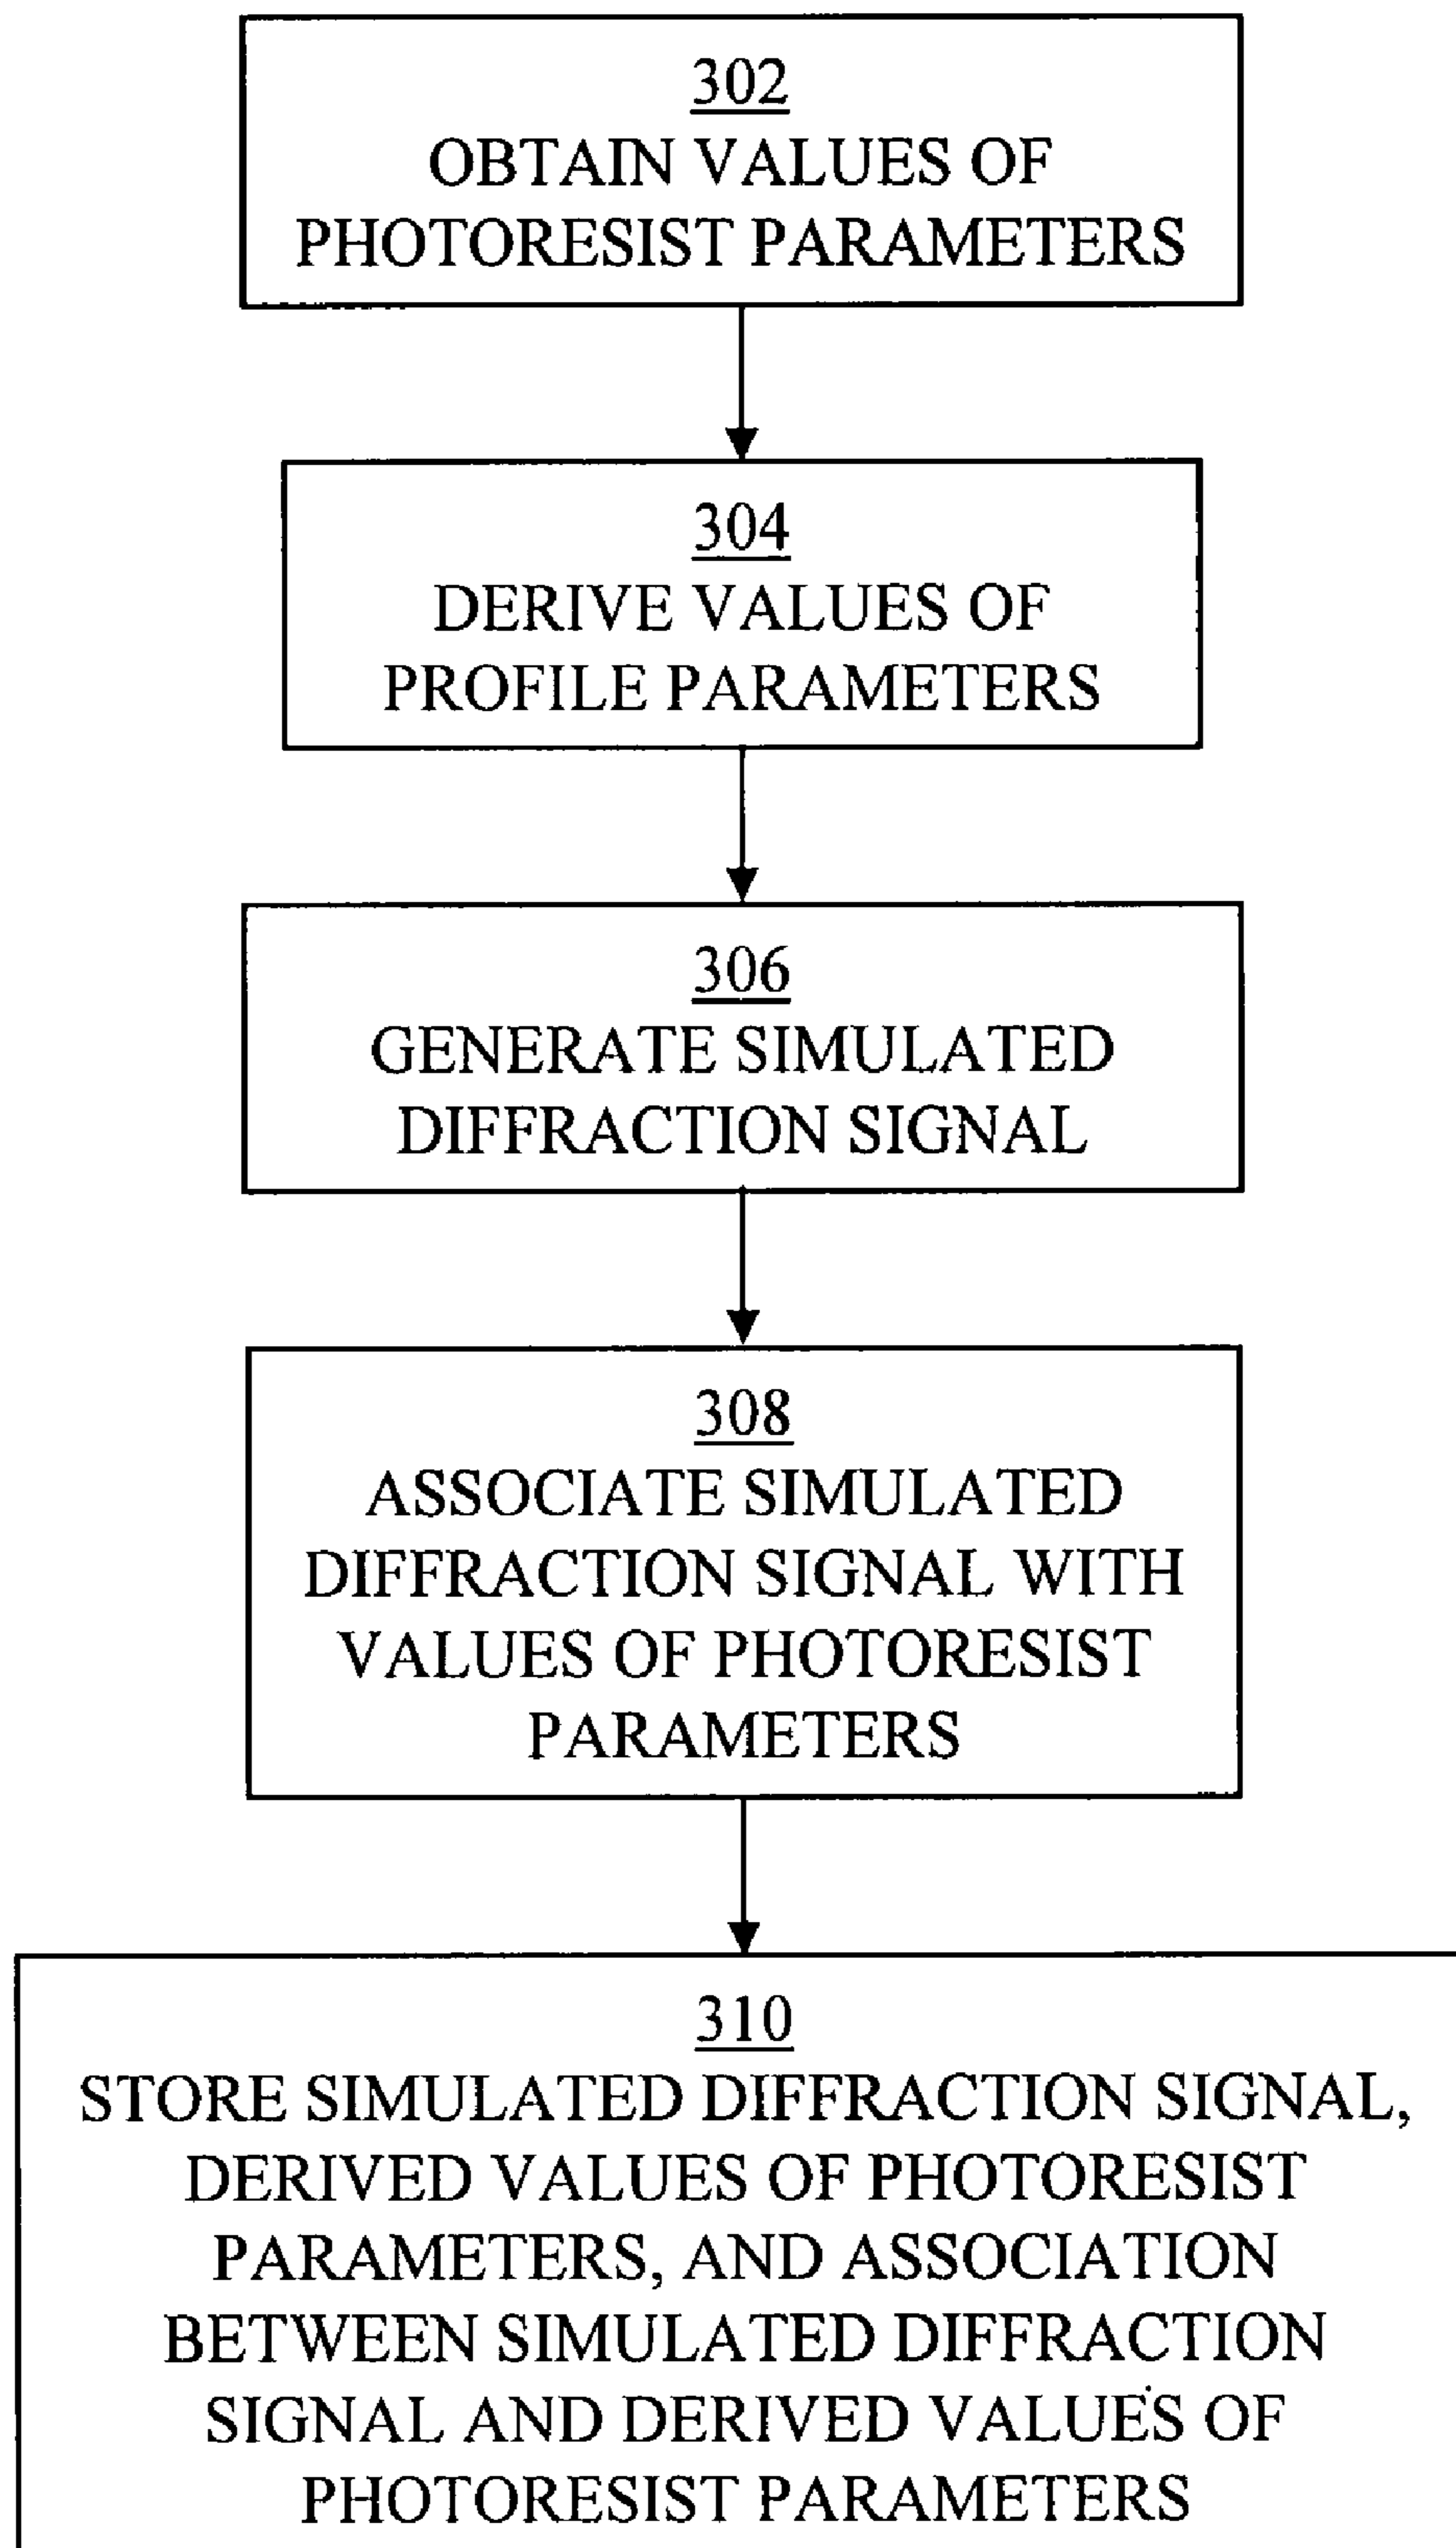 302
OBTAIN VALUES OF
PHOTORESIST PARAMETERS
304
DERIVE VALUES OF
PROFILE PARAMETERS
306
GENERATE SIMULATED
DIFFRACTION SIGNAL
308
ASSOCIATE SIMULATED
DIFFRACTION SIGNAL WITH
VALUES OF PHOTORESIST
PARAMETERS
310
STORE SIMULATED DIFFRACTION SIGNAL,
DERIVED VALUES OF PHOTORESIST
PARAMETERS, AND ASSOCIATION
BETWEEN SIMULATED DIFFRACTION
SIGNAL AND DERIVED VALUES OF
PHOTORESIST PARAMETERS